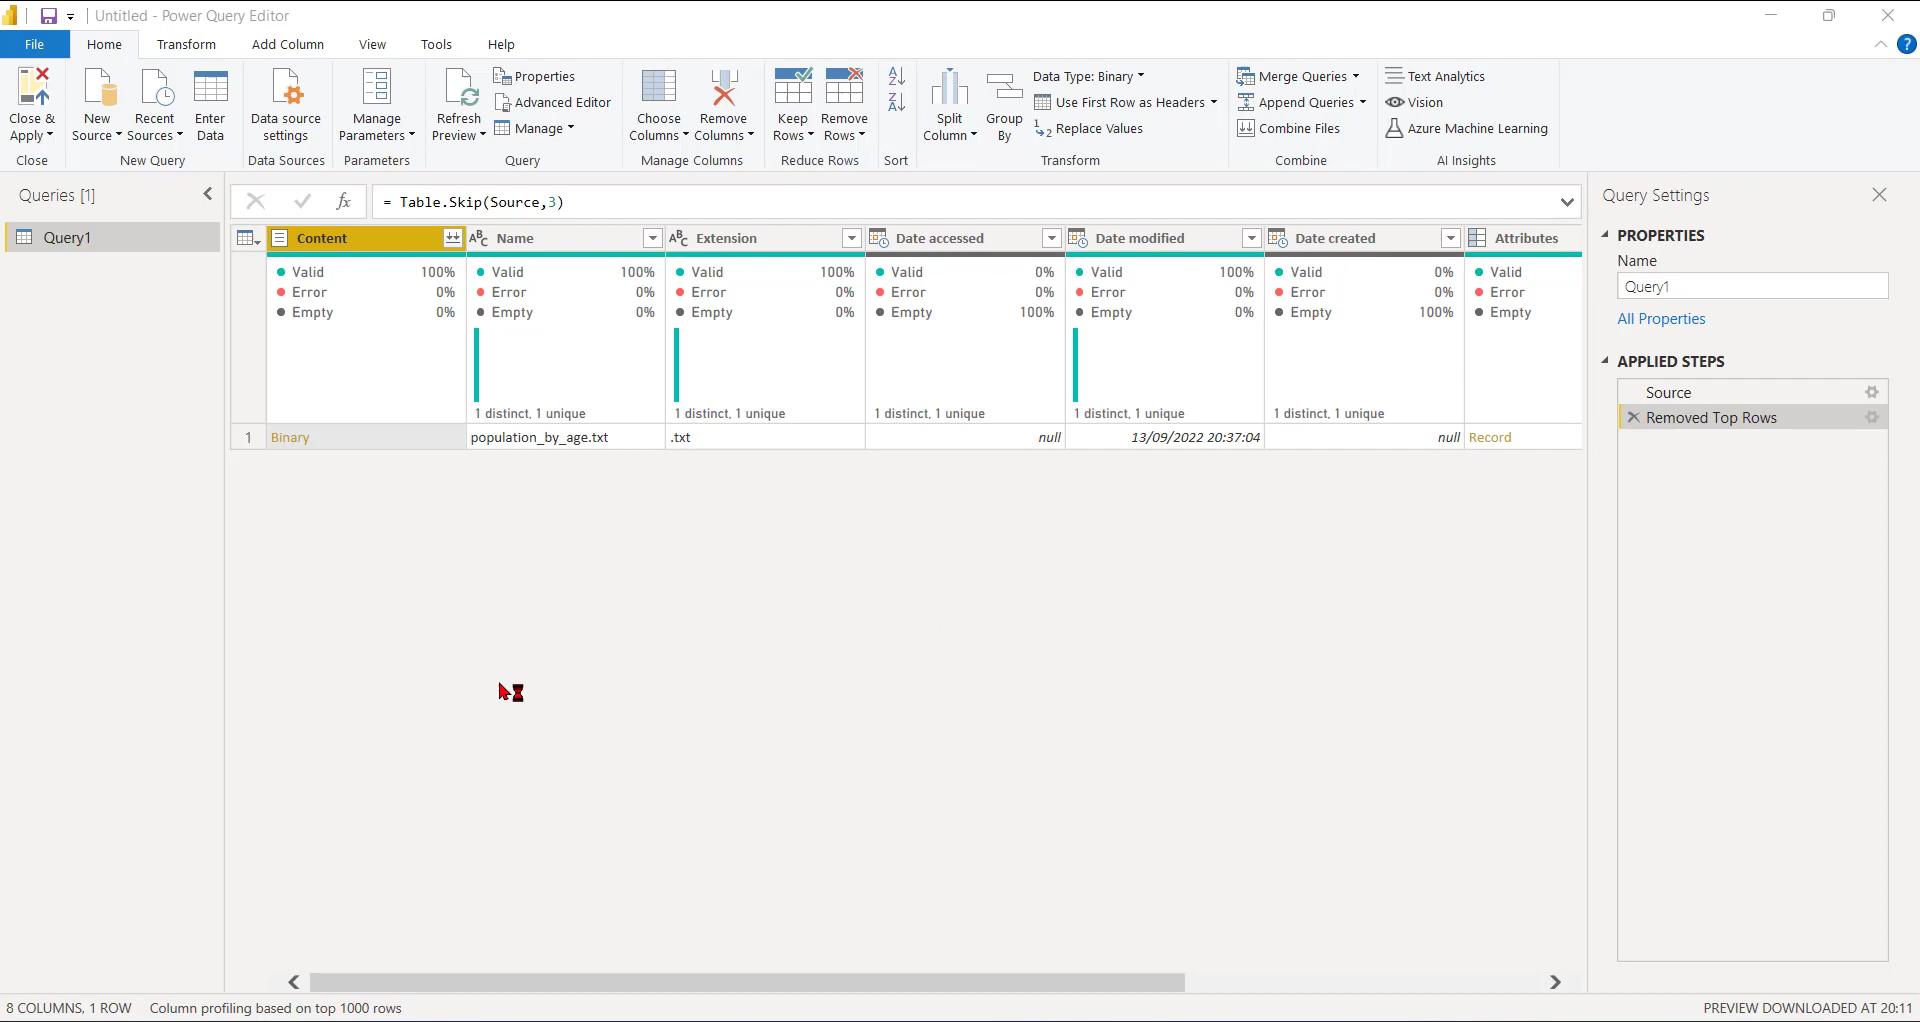 Untitled - Power Query Editor
File Home Transform Add Column View Tools Help
Close & Apply
Close
New Source
Recent Sources
Enter Data
New Query
Data source settings
Data Sources
Manage Parameters
Parameters
Refresh Preview
Properties
Advanced Editor
Manage
Query
Choose Columns
Remove Columns
Manage Columns
Keep Rows
Remove Rows
Reduce Rows
A
Z
Z
A
Sort
Split Column
Group By
Data Type: Binary
Use First Row as Headers
1 2 Replace Values
Transform
Merge Queries
Append Queries
Combine Files
Combine
Text Analytics
Vision
Azure Machine Learning
AI Insights
?
Queries [1]
Query1
fx = Table.Skip(Source,3)
Content ABC Name ABC Extension Date accessed Date modified Date created Attributes
Valid 100% Valid 100% Valid 100% Valid 0% Valid 100% Valid 0% Valid
Error 0% Error 0% Error 0% Error 0% Error 0% Error 0% Error
Empty 0% Empty 0% Empty 0% Empty 100% Empty 0% Empty 100% Empty
1 distinct, 1 unique 1 distinct, 1 unique 1 distinct, 1 unique 1 distinct, 1 unique 1 distinct, 1 unique
1 Binary population_by_age.txt .txt null 13/09/2022 20:37:04 null Record
Query Settings
PROPERTIES
Name
Query1
All Properties
APPLIED STEPS
Source
Removed Top Rows
8 COLUMNS, 1 ROW Column profiling based on top 1000 rows
PREVIEW DOWNLOADED AT 20:11